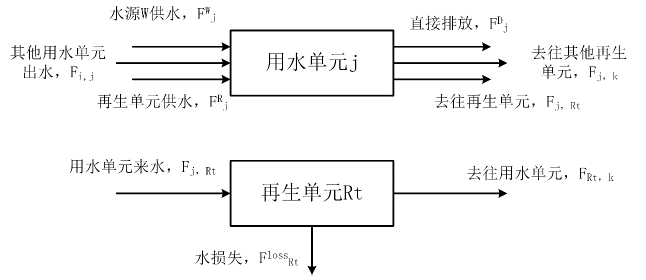 水源W供水，F^W_j
直接排放，F^D_j
其他用水单元
出水，F_i,j
用水单元j
去往其他再生
单元，F_j,k
再生单元供水，F^R_j
去往再生单元，F_j,Rt
用水单元来水，F_j,Rt
再生单元Rt
去往用水单元，F_Rt,k
水损失，F^loss_Rt